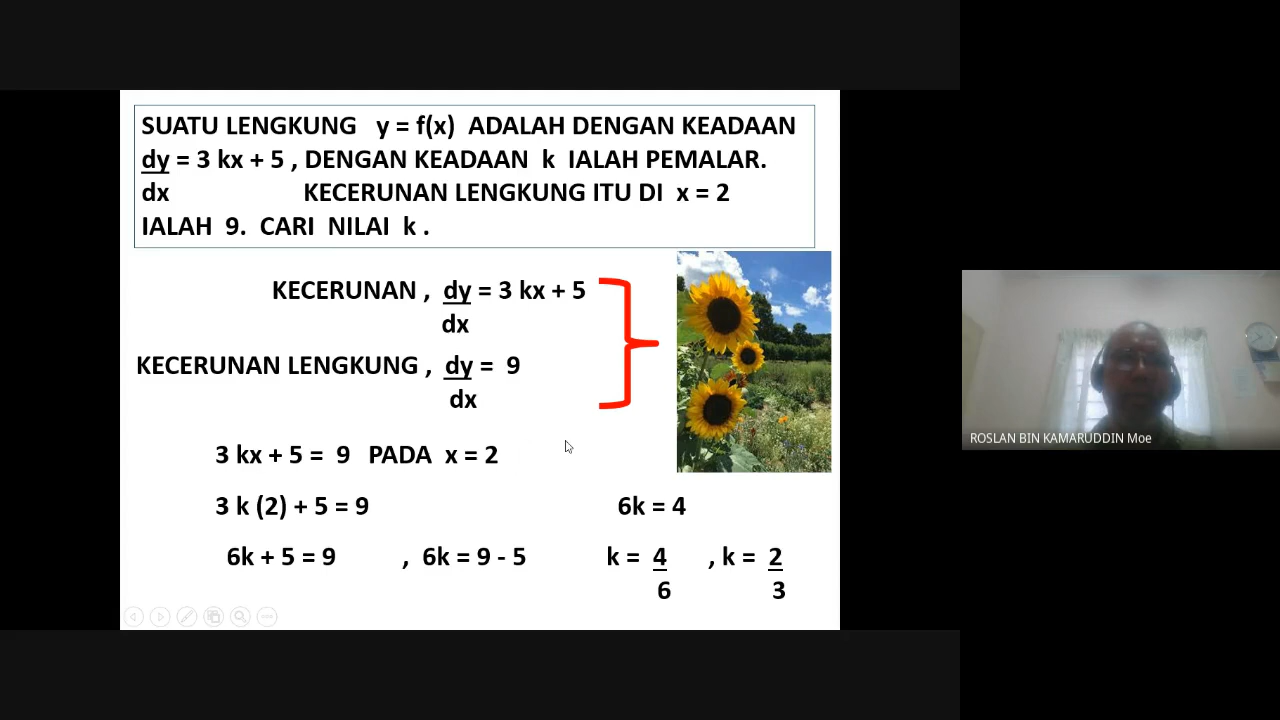 SUATU LENGKUNG y = f(x) ADALAH DENGAN KEADAAN
dy = 3 kx + 5 , DENGAN KEADAAN k IALAH PEMALAR.
dx KECERUNAN LENGKUNG ITU DI x = 2
IALAH 9. CARI NILAI k .
KECERUNAN , dy = 3 kx + 5
dx
KECERUNAN LENGKUNG , dy = 9
dx
3 kx + 5 = 9 PADA x = 2
3 k (2) + 5 = 9
6k = 4
6k + 5 = 9 , 6k = 9 - 5
k = 4 , k = 2
6 3
ROSLAN BIN KAMARUDDIN Moe